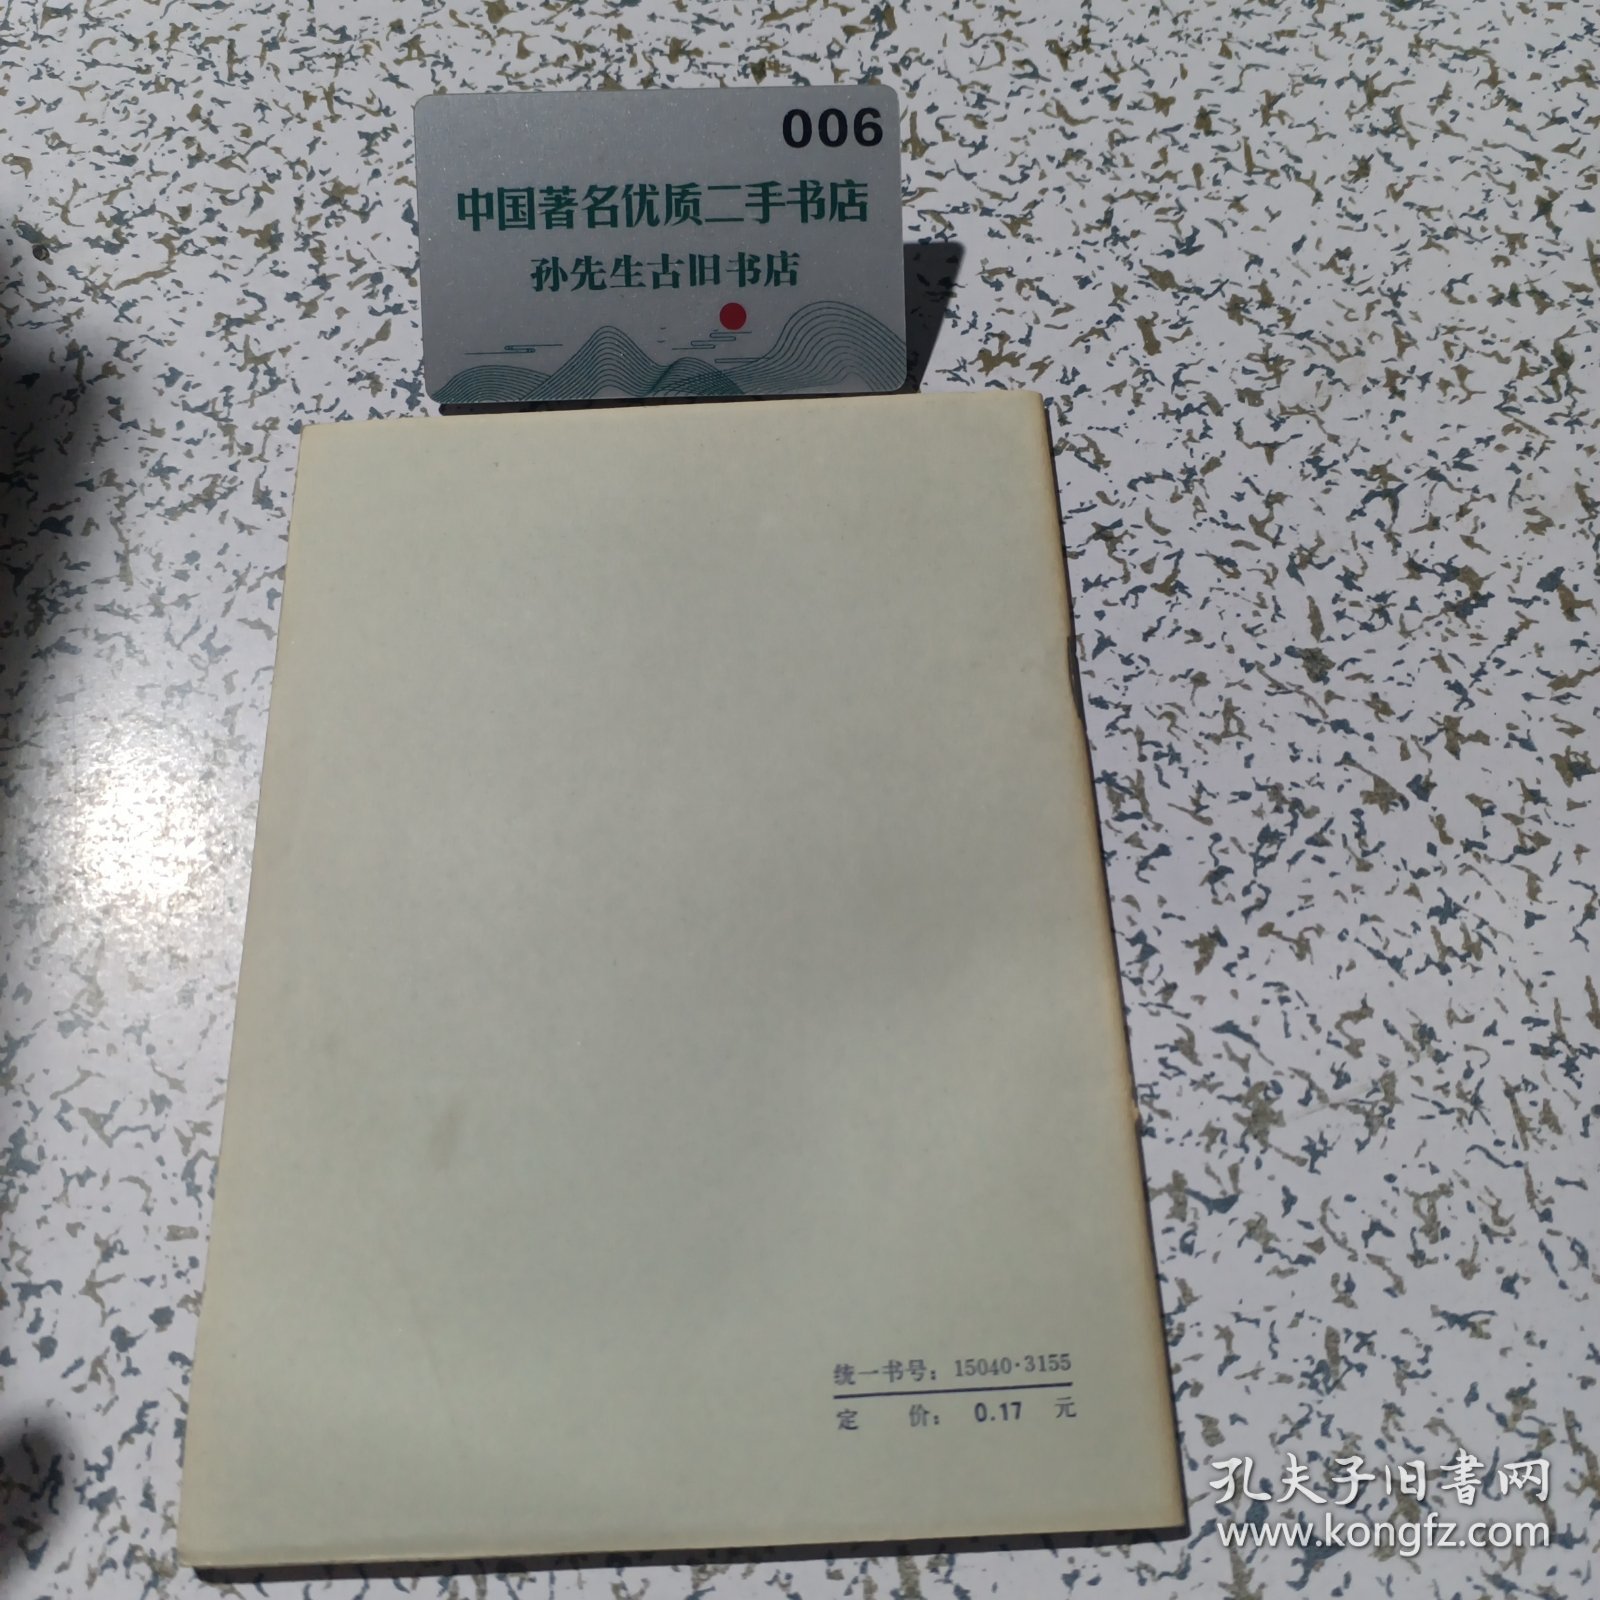 006
中国著名优质二手书店
孙先生古旧书店
统一书号：15040·3155
定 价： 0.17 元
孔夫子旧书网
www.kongfz.com